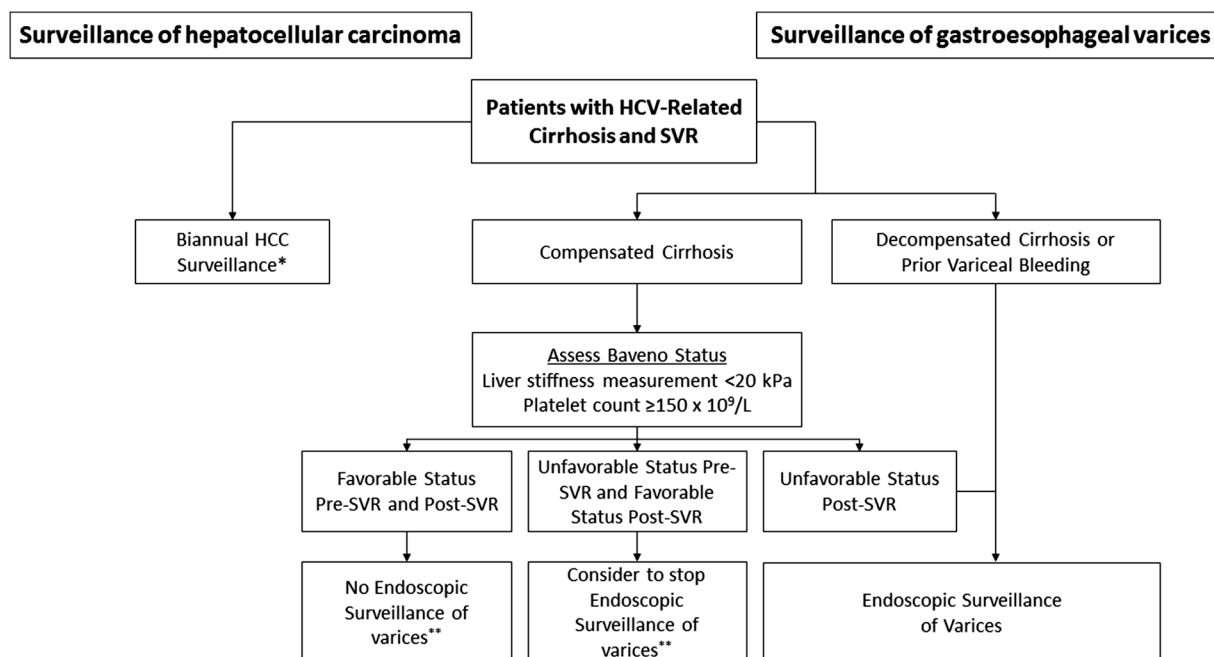 Surveillance of hepatocellular carcinoma
Surveillance of gastroesophageal varices
Patients with HCV-Related
Cirrhosis and SVR
Biannual HCC
Surveillance*
Compensated Cirrhosis
Decompensated Cirrhosis or
Prior Variceal Bleeding
Assess Baveno Status
Liver stiffness measurement <20 kPa
Platelet count ≥150 x 10⁹/L
Favorable Status
Pre-SVR and Post-SVR
Unfavorable Status Pre-
SVR and Favorable
Status Post-SVR
Unfavorable Status
Post-SVR
No Endoscopic
Surveillance of
varices**
Consider to stop
Endoscopic
Surveillance of
varices**
Endoscopic Surveillance
of Varices